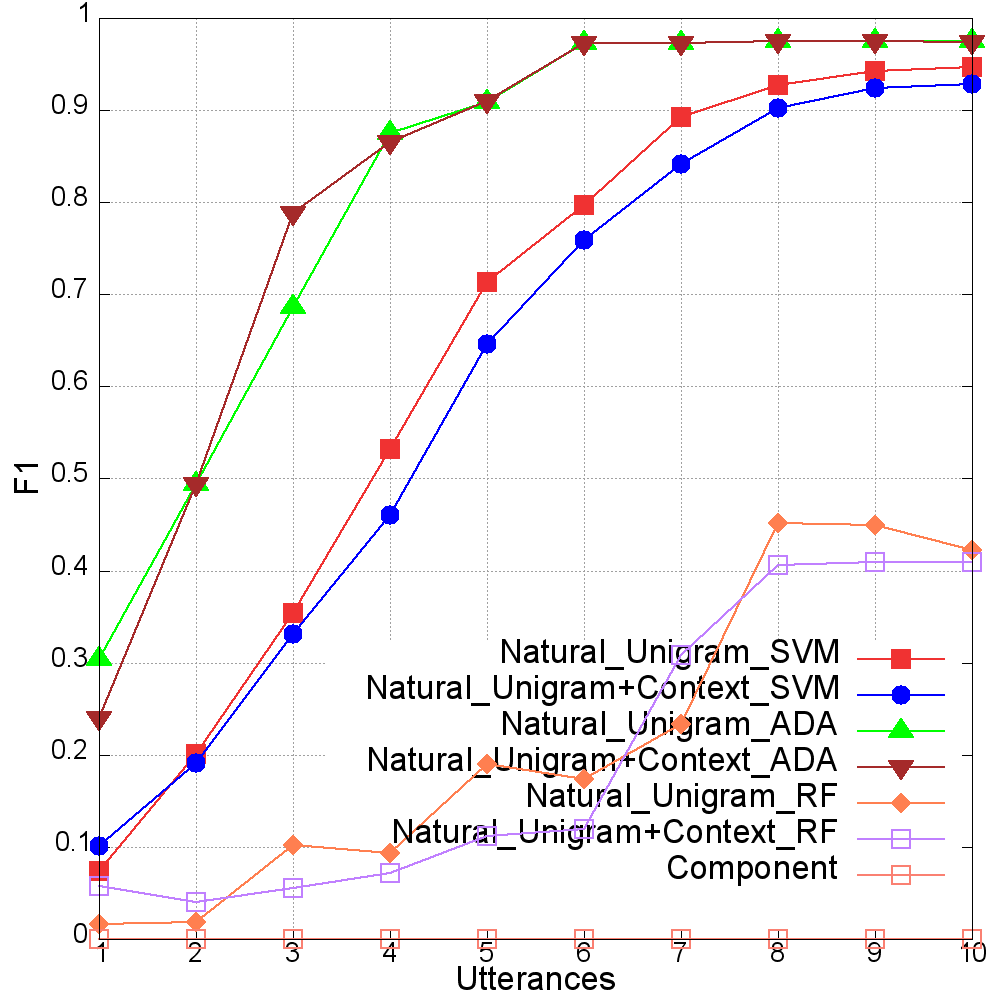 1
0.9
0.8
0.7
0.6
0.5
0.4
0.3
0.2
0.1
0
F1
Natural_Unigram_SVM
Natural_Unigram+Context_SVM
Natural_Unigram_ADA
Natural_Unigram+Context_ADA
Natural_Unigram_RF
Natural_Unigram+Context_RF
Component
1 2 3 4 5 6 7 8 9 10
Utterances